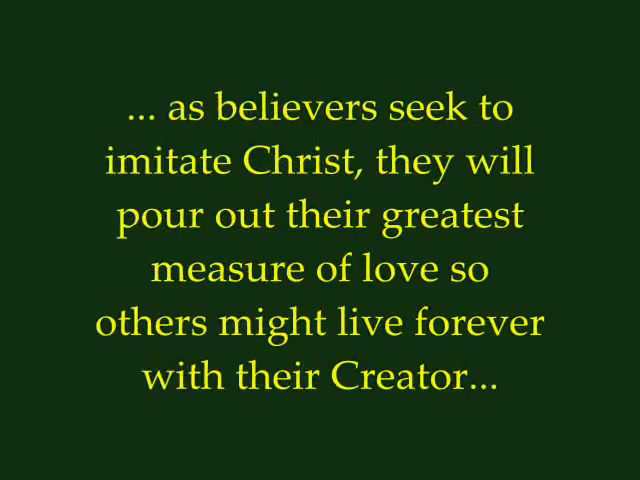 ... as believers seek to
imitate Christ, they will
pour out their greatest
measure of love so
others might live forever
with their Creator...